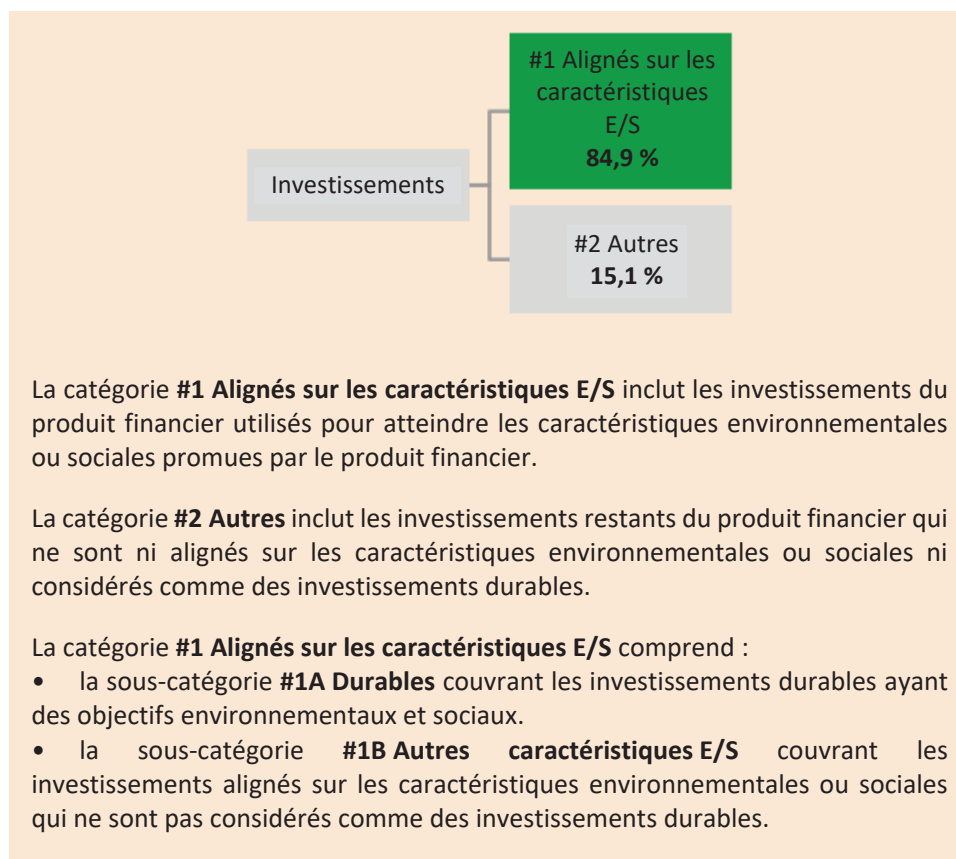 #1 Alignés sur les
caractéristiques
E/S
84,9 %
Investissements
#2 Autres
15,1 %
La catégorie #1 Alignés sur les caractéristiques E/S inclut les investissements du
produit financier utilisés pour atteindre les caractéristiques environnementales
ou sociales promues par le produit financier.
La catégorie #2 Autres inclut les investissements restants du produit financier qui
ne sont ni alignés sur les caractéristiques environnementales ou sociales ni
considérés comme des investissements durables.
La catégorie #1 Alignés sur les caractéristiques E/S comprend :
• la sous-catégorie #1A Durables couvrant les investissements durables ayant
des objectifs environnementaux et sociaux.
• la sous-catégorie #1B Autres caractéristiques E/S couvrant les
investissements alignés sur les caractéristiques environnementales ou sociales
qui ne sont pas considérés comme des investissements durables.